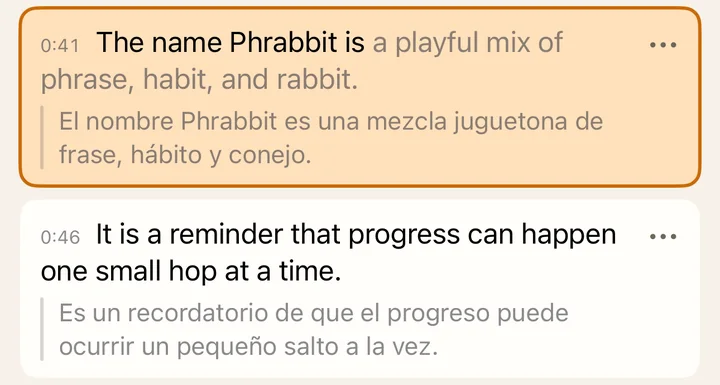 0:41 The name Phrabbit is a playful mix of
phrase, habit, and rabbit.
El nombre Phrabbit es una mezcla juguetona de
frase, hábito y conejo.
0:46 It is a reminder that progress can happen
one small hop at a time.
Es un recordatorio de que el progreso puede
ocurrir un pequeño salto a la vez.